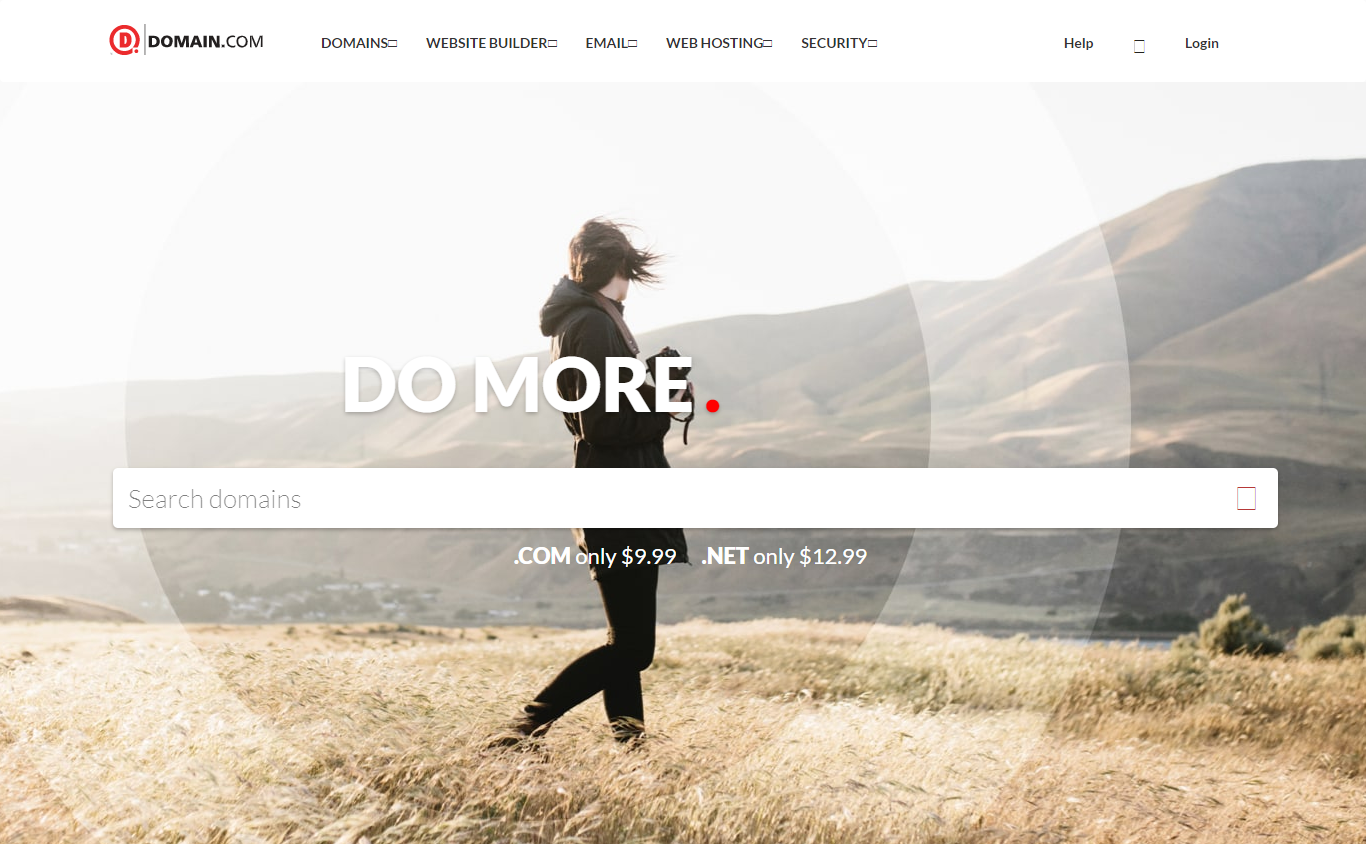 DOMAIN.COM
DOMAINS WEBSITE BUILDER EMAIL WEB HOSTING SECURITY Help Login
DO MORE.
Search domains
.COM only $9.99 .NET only $12.99